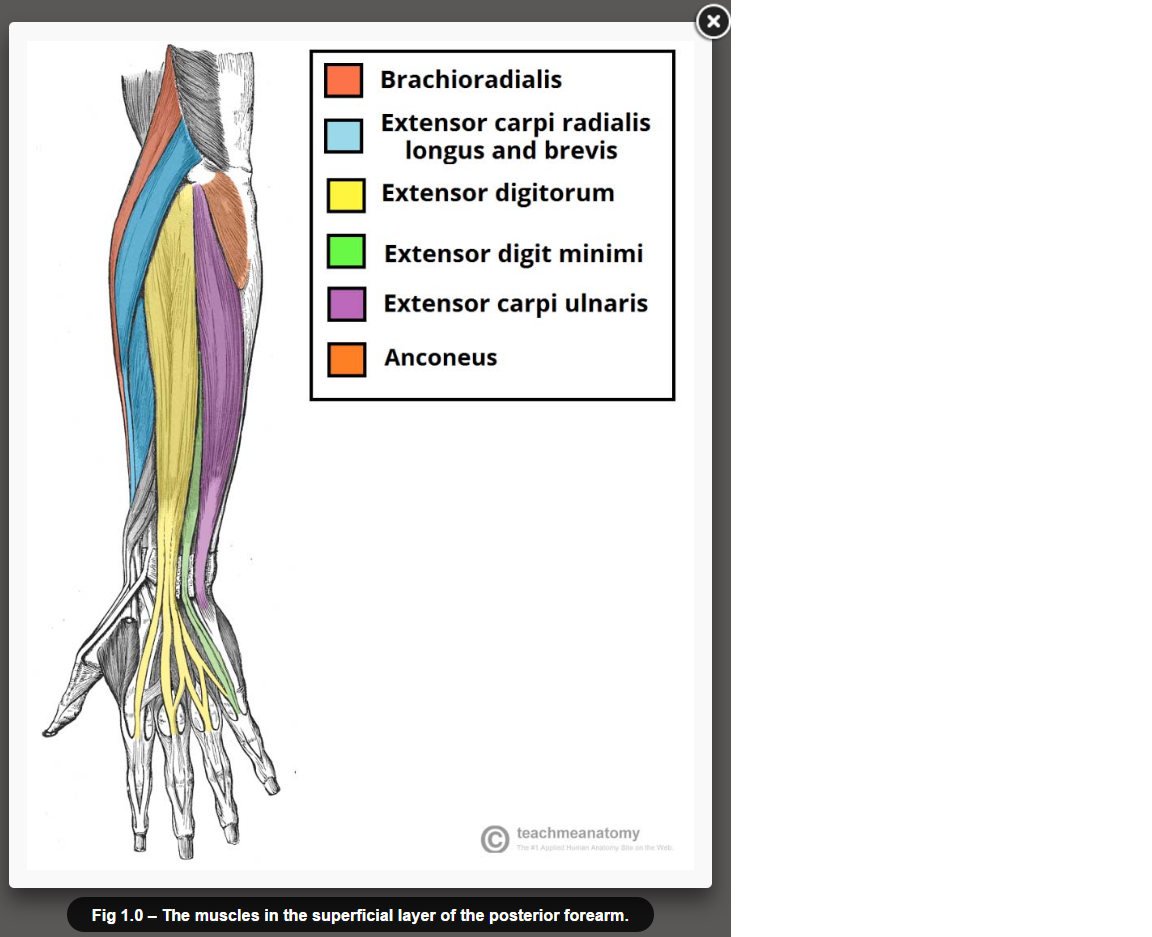 Brachioradialis
Extensor carpi radialis
longus and brevis
Extensor digitorum
Extensor digit minimi
Extensor carpi ulnaris
Anconeus
© teachmeanatomy
The #1 Applied Human Anatomy Site on the Web.
Fig 1.0 – The muscles in the superficial layer of the posterior forearm.